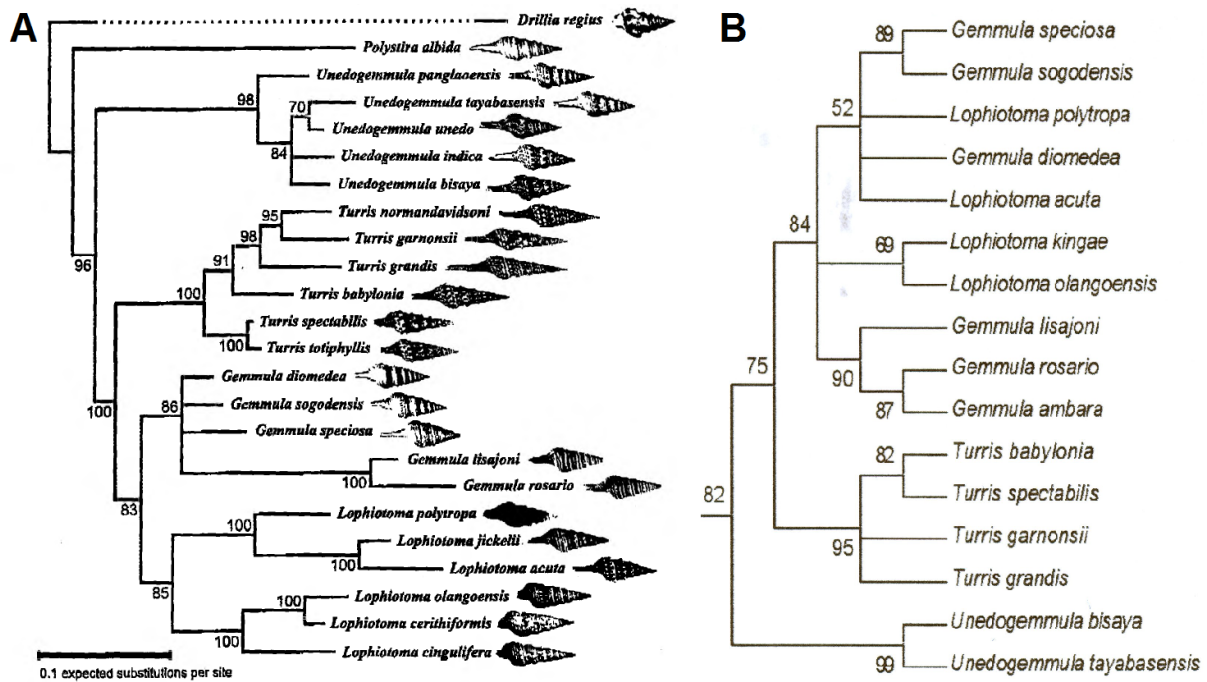 A
Drillia regius
Polystira albida
Unedogemmula panglaoensis
98
Unedogemmula tayabasensis
70
Unedogemmula unedo
84
Unedogemmula indica
Unedogemmula bisaya
Turris normandavidsoni
95
Turris garnonsii
98
96
91
Turris grandis
100
Turris babylonia
Turris spectabilis
100
Turris totiphyllis
Gemmula diomedea
100
86
Gemmula sogodensis
Gemmula speciosa
Gemmula lisajoni
100
Gemmula rosario
83
Lophiotoma polytropa
100
Lophiotoma jickelii
100
Lophiotoma acuta
85
Lophiotoma olangoensis
100
Lophiotoma cerithiformis
100
Lophiotoma cingulifera
0.1 expected substitutions per site
B
89
Gemmula speciosa
Gemmula sogodensis
52
Lophiotoma polytropa
Gemmula diomedea
Lophiotoma acuta
84
69
Lophiotoma kingae
Lophiotoma olangoensis
Gemmula lisajoni
75
90
Gemmula rosario
87
Gemmula ambara
82
Turris babylonia
Turris spectabilis
82
95
Turris garnonsii
Turris grandis
Unedogemmula bisaya
99
Unedogemmula tayabasensis